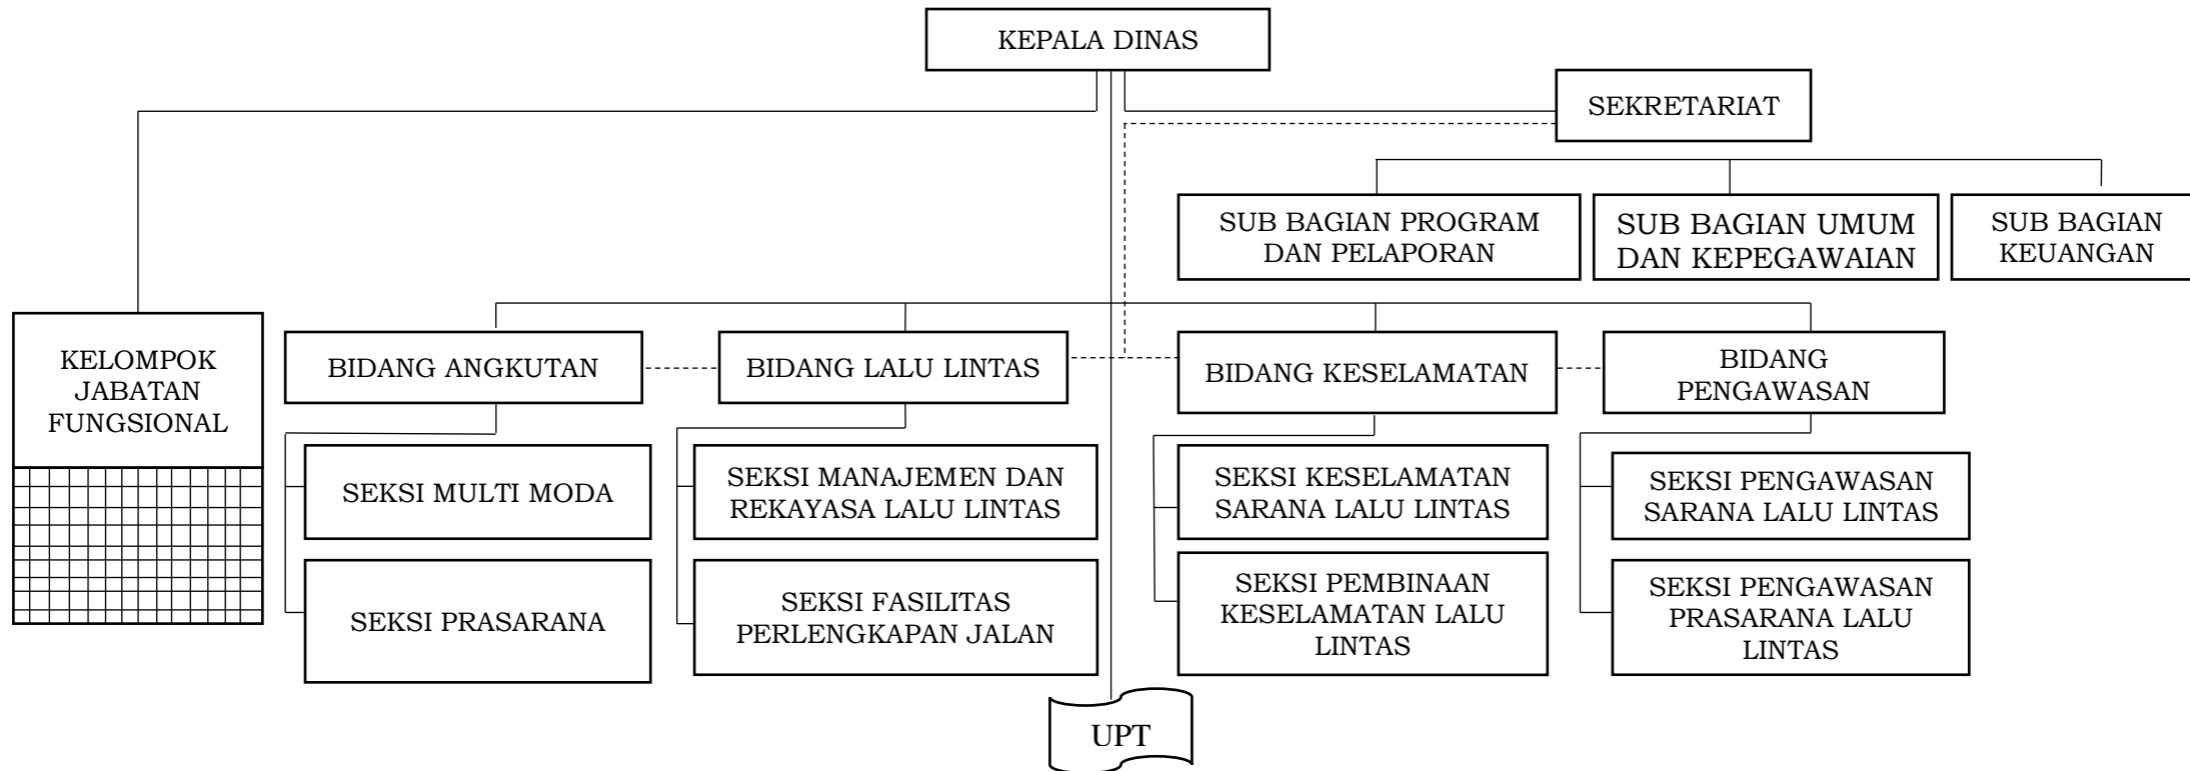 KEPALA DINAS
SEKRETARIAT
SUB BAGIAN PROGRAM
DAN PELAPORAN
SUB BAGIAN UMUM
DAN KEPEGAWAIAN
SUB BAGIAN
KEUANGAN
KELOMPOK
JABATAN
FUNGSIONAL
BIDANG ANGKUTAN
BIDANG LALU LINTAS
BIDANG KESELAMATAN
BIDANG
PENGAWASAN
SEKSI MULTI MODA
SEKSI MANAJEMEN DAN
REKAYASA LALU LINTAS
SEKSI KESELAMATAN
SARANA LALU LINTAS
SEKSI PENGAWASAN
SARANA LALU LINTAS
SEKSI PRASARANA
SEKSI FASILITAS
PERLENGKAPAN JALAN
SEKSI PEMBINAAN
KESELAMATAN LALU
LINTAS
SEKSI PENGAWASAN
PRASARANA LALU
LINTAS
UPT